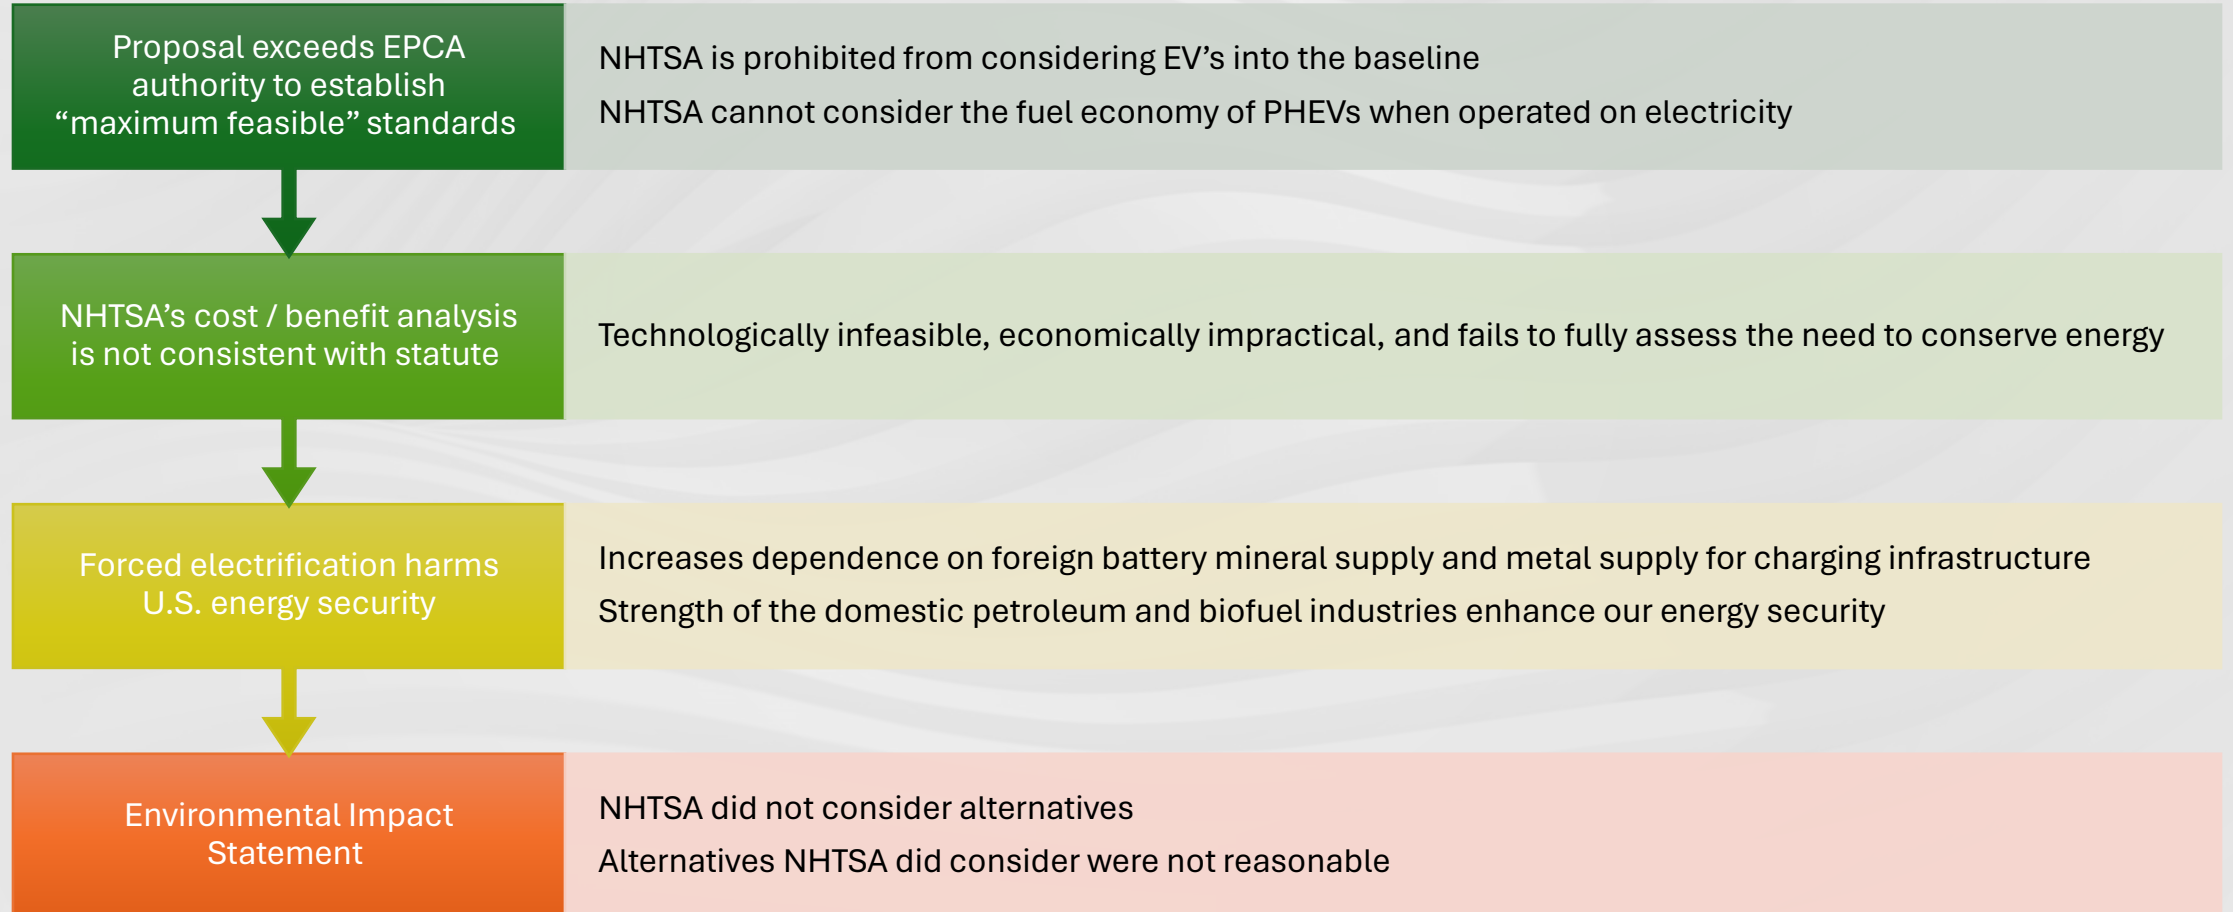 Proposal exceeds EPCA
authority to establish
“maximum feasible” standards
NHTSA is prohibited from considering EV’s into the baseline
NHTSA cannot consider the fuel economy of PHEVs when operated on electricity
NHTSA’s cost / benefit analysis
is not consistent with statute
Technologically infeasible, economically impractical, and fails to fully assess the need to conserve energy
Forced electrification harms
U.S. energy security
Increases dependence on foreign battery mineral supply and metal supply for charging infrastructure
Strength of the domestic petroleum and biofuel industries enhance our energy security
Environmental Impact
Statement
NHTSA did not consider alternatives
Alternatives NHTSA did consider were not reasonable